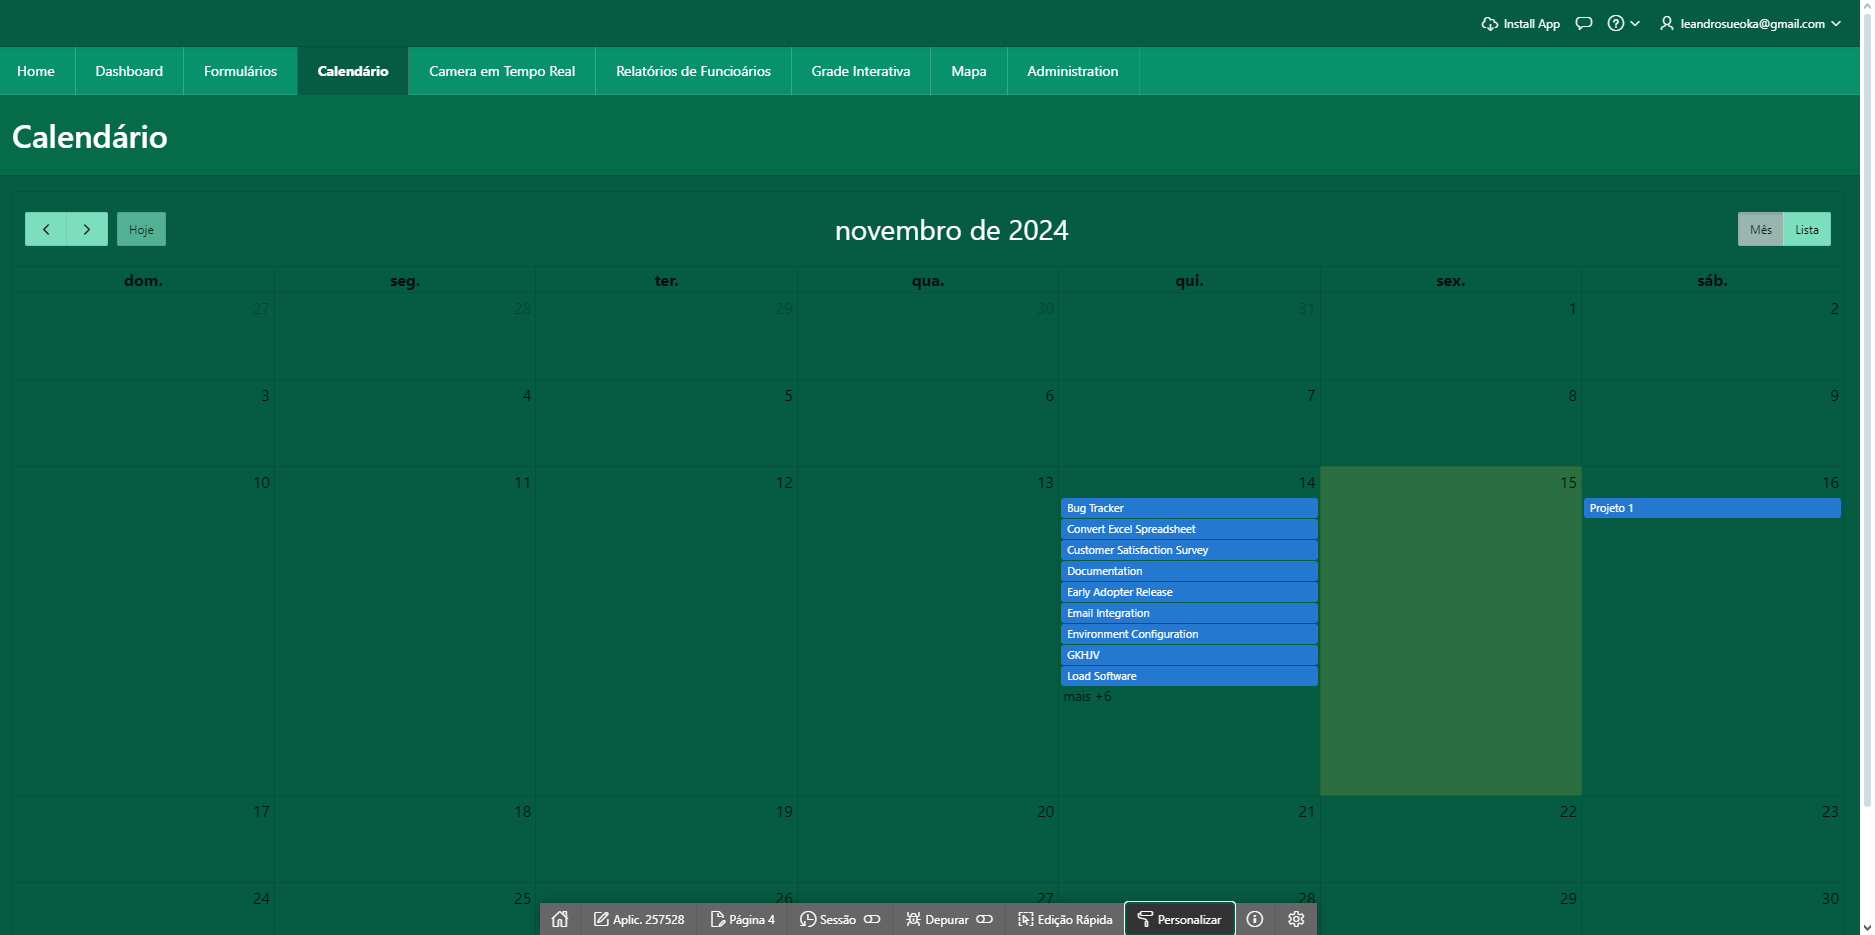 Install App
leandrosueoka@gmail.com
Home Dashboard Formulários Calendário Camera em Tempo Real Relatórios de Funcioários Grade Interativa Mapa Administration
Calendário
Hoje novembro de 2024 Mês Lista
dom. seg. ter. qua. qui. sex. sáb.
27 28 29 30 31 1 2
3 4 5 6 7 8 9
10 11 12 13 14 15 16
Bug Tracker Projeto 1
Convert Excel Spreadsheet
Customer Satisfaction Survey
Documentation
Early Adopter Release
Email Integration
Environment Configuration
GKHJV
Load Software
mais +6
17 18 19 20 21 22 23
24 25 26 27 28 29 30
Aplic. 257528 Página 4 Sessão Depurar Edição Rápida Personalizar